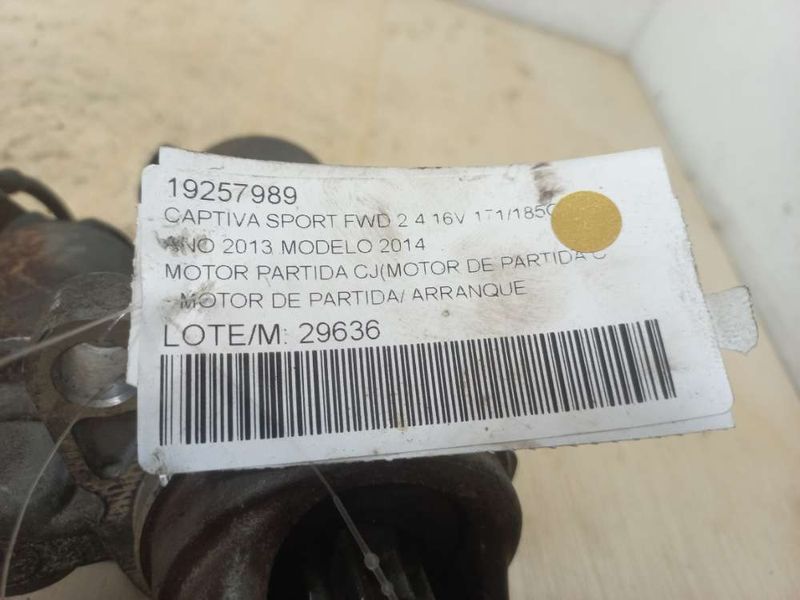 19257989
CAPTIVA SPORT FWD 2.4 16V 171/185C
ANO 2013 MODELO 2014
MOTOR PARTIDA CJ(MOTOR DE PARTIDA C
- MOTOR DE PARTIDA/ ARRANQUE
LOTE/M: 29636